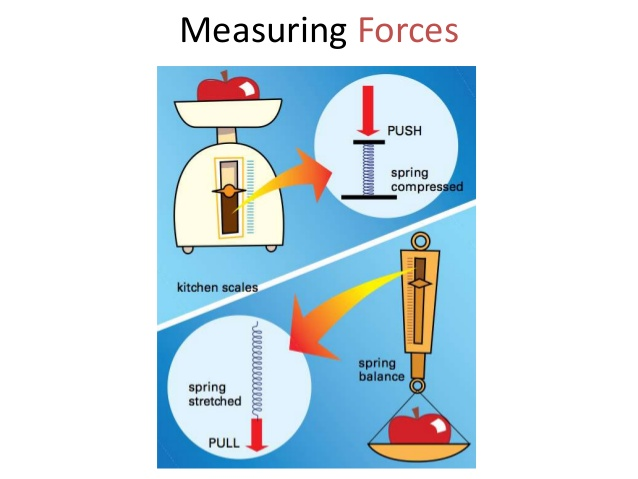 Measuring Forces
PUSH
spring
compressed
kitchen scales
spring
balance
spring
stretched
PULL